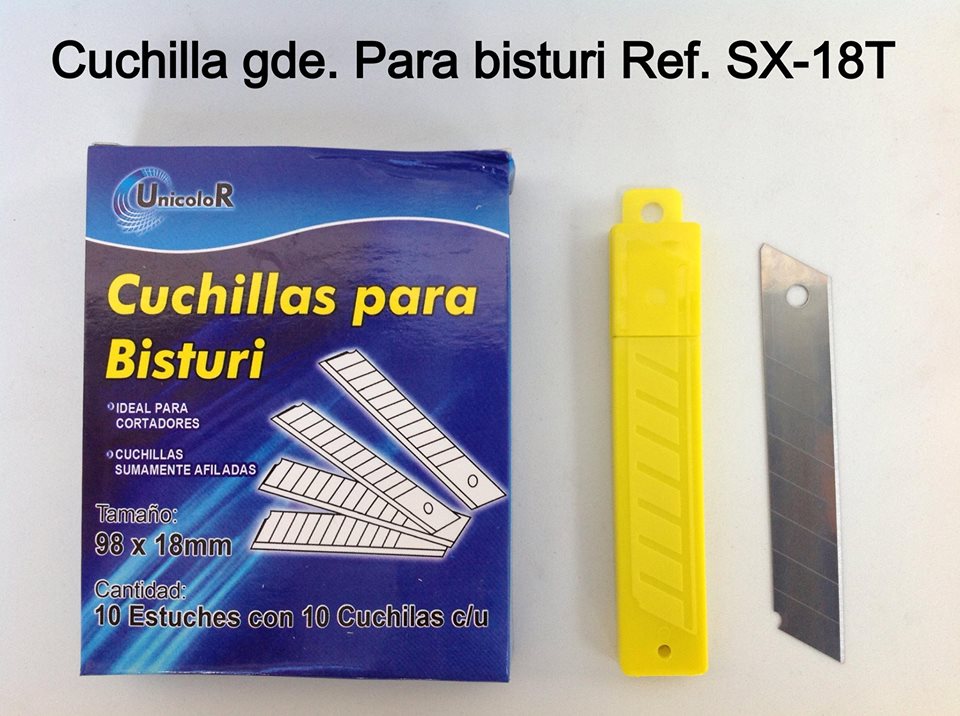 Cuchilla gde. Para bisturi Ref. SX-18T
UnicoloR
Cuchillas para
Bisturi
IDEAL PARA
CORTADORES
CUCHILLAS
SUMAMENTE AFILADAS
Tamaño:
98 x 18mm
Cantidad:
10 Estuches con 10 Cuchilas c/u